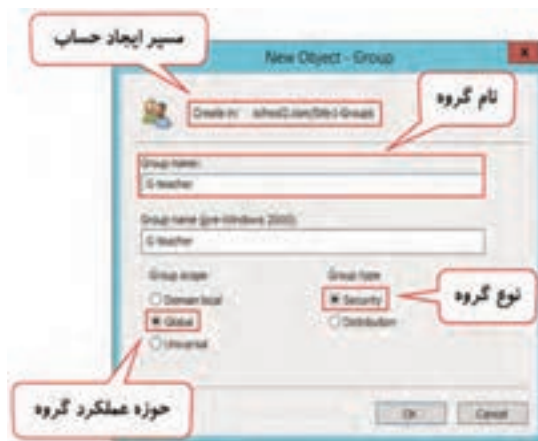 مسیر ایجاد حساب
New Object - Group
نام گروه
Create in:
Group name:
G-teacher
Group name (pre-Windows 2000):
G-teacher
Group scope
Group type
Domain local
Security
نوع گروه
Global
Distribution
Universal
حوزه عملکرد گروه
OK
Cancel